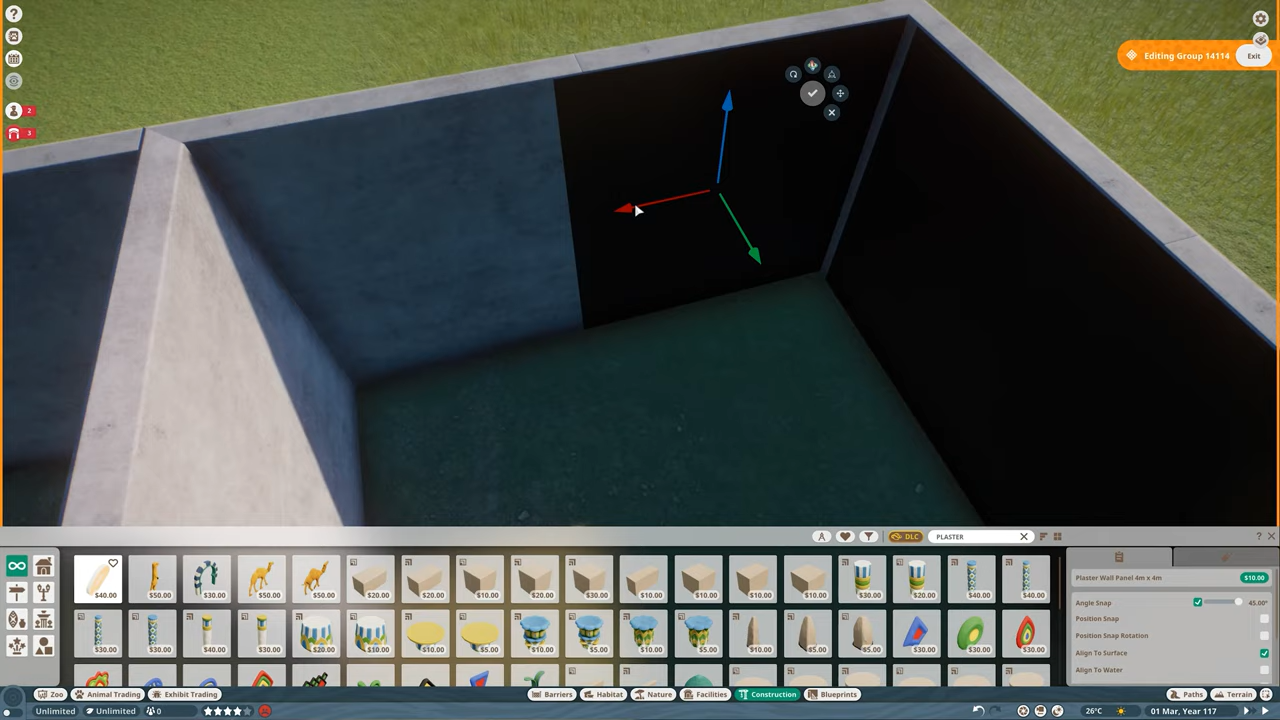 ?
2
3
Editing Group 14114
Exit
A
DLC
PLASTER
?
$40.00
$50.00
$30.00
$50.00
$50.00
$20.00
$20.00
$10.00
$20.00
$30.00
$10.00
$10.00
$10.00
$10.00
$30.00
$20.00
$30.00
$30.00
$30.00
$30.00
$40.00
$30.00
$20.00
$10.00
$10.00
$5.00
$10.00
$5.00
$10.00
$5.00
$10.00
$5.00
$5.00
$30.00
$30.00
$30.00
Plaster Wall Panel 4m x 4m
$10.00
Angle Snap
45.00°
Position Snap
Position Snap Rotation
Align To Surface
Align To Water
Zoo
Animal Trading
Exhibit Trading
Barriers
Habitat
Nature
Facilities
Construction
Blueprints
Paths
Terrain
Unlimited
Unlimited
0
26°C
01 Mar, Year 117